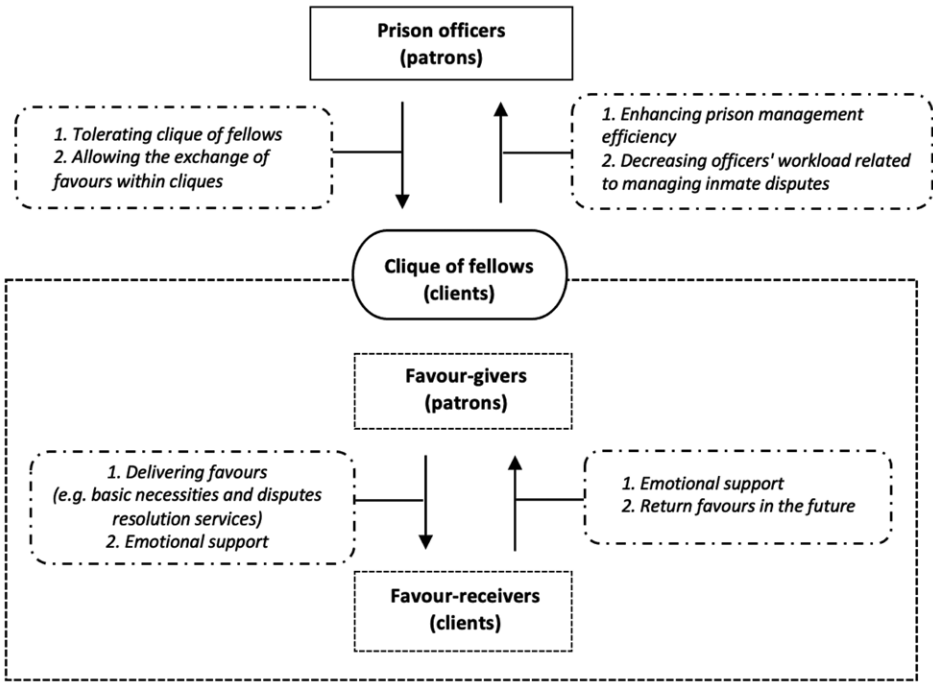 Prison officers
(patrons)
1. Tolerating clique of fellows
2. Allowing the exchange of
favours within cliques
1. Enhancing prison management
efficiency
2. Decreasing officers' workload related
to managing inmate disputes
Clique of fellows
(clients)
Favour-givers
(patrons)
1. Delivering favours
(e.g. basic necessities and disputes
resolution services)
2. Emotional support
1. Emotional support
2. Return favours in the future
Favour-receivers
(clients)